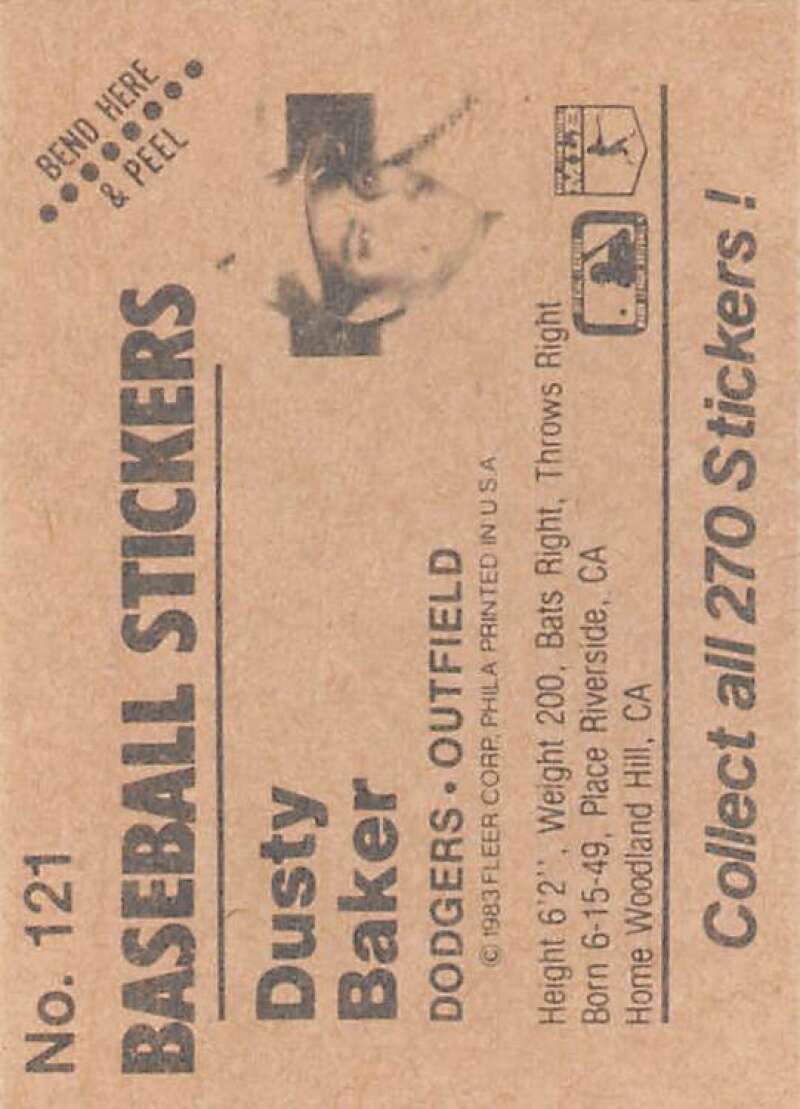 No. 121
BEND HERE
& PEEL
BASEBALL STICKERS
Dusty
Baker
DODGERS • OUTFIELD
© 1983 FLEER CORP. PHILA PRINTED IN U S A
Height 6'2'', Weight 200, Bats Right, Throws Right
Born 6-15-49, Place Riverside, CA
Home Woodland Hill, CA
Collect all 270 Stickers!